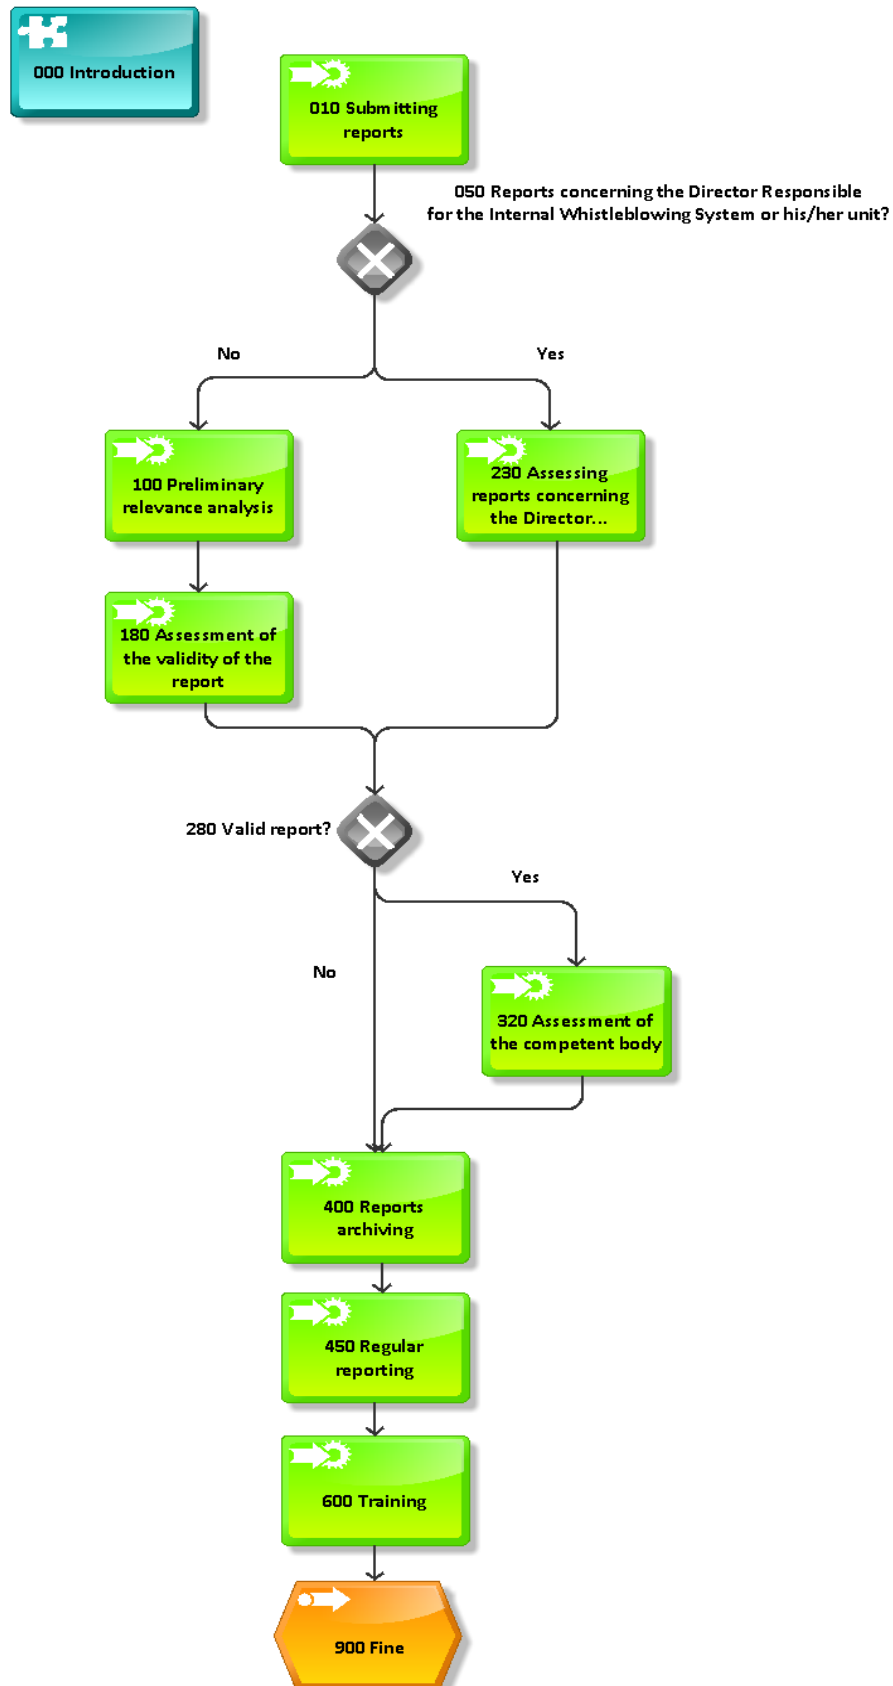 000 Introduction
010 Submitting
reports
050 Reports concerning the Director Responsible
for the Internal Whistleblowing System or his/her unit?
No
Yes
100 Preliminary
relevance analysis
230 Assessing
reports concerning
the Director...
180 Assessment of
the validity of the
report
280 Valid report?
Yes
No
320 Assessment of
the competent body
400 Reports
archiving
450 Regular
reporting
600 Training
900 Fine